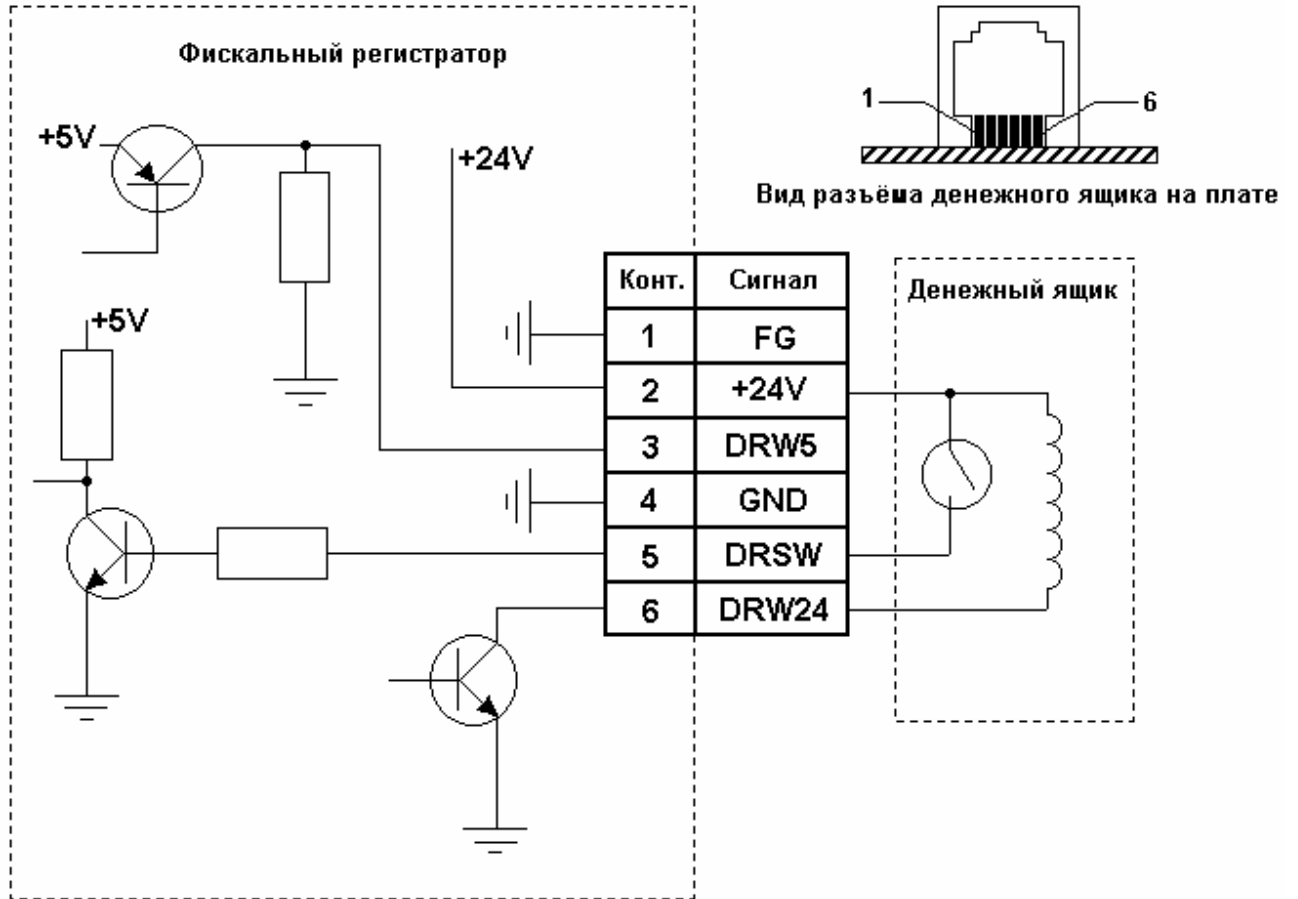 Фискальный регистратор
+5V
+24V
+5V
1
6
Вид разъёма денежного ящика на плате
Конт. Сигнал
1 FG
2 +24V
3 DRW5
4 GND
5 DRSW
6 DRW24
Денежный ящик